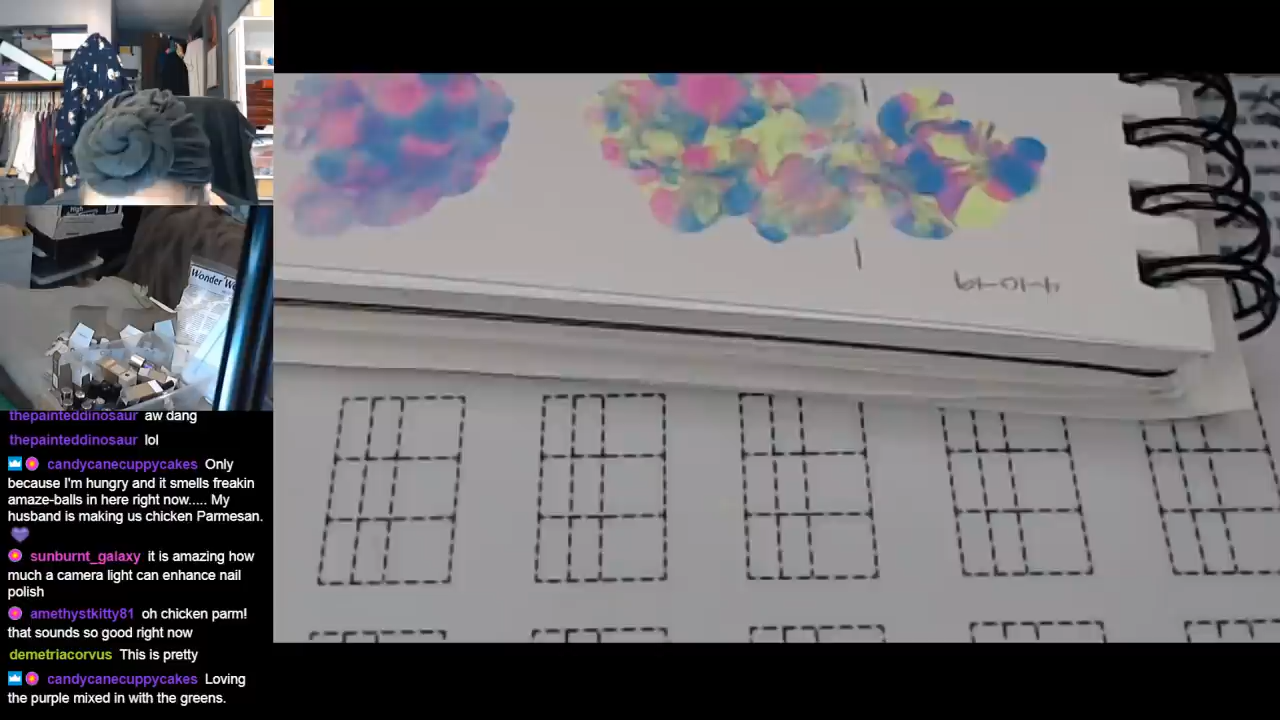 Wonder We
thepainteddinosaur aw dang
thepainteddinosaur lol
candycanecuppycakes Only
because I'm hungry and it smells freakin
amaze-balls in here right now..... My
husband is making us chicken Parmesan.
sunburnt_galaxy it is amazing how
much a camera light can enhance nail
polish
amethystkitty81 oh chicken parm!
that sounds so good right now
demetriacorvus This is pretty
candycanecuppycakes Loving
the purple mixed in with the greens.